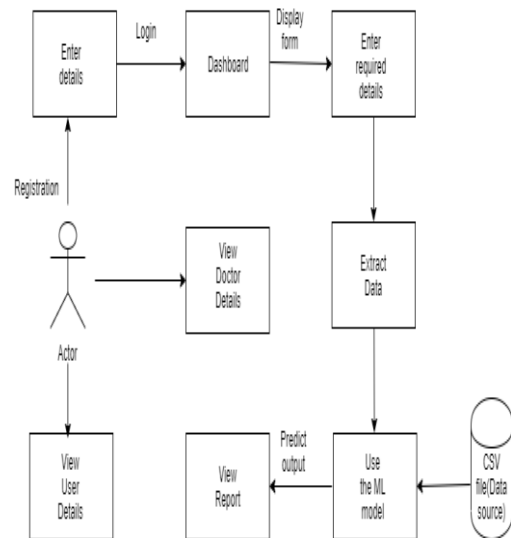 Login
Display
form
Enter
details
Dashboard
Enter
required
details
Registration
View
Doctor
Details
Extract
Data
Actor
View
User
Details
View
Report
Predict
output
Use
the ML
model
CSV
file(Data
source)